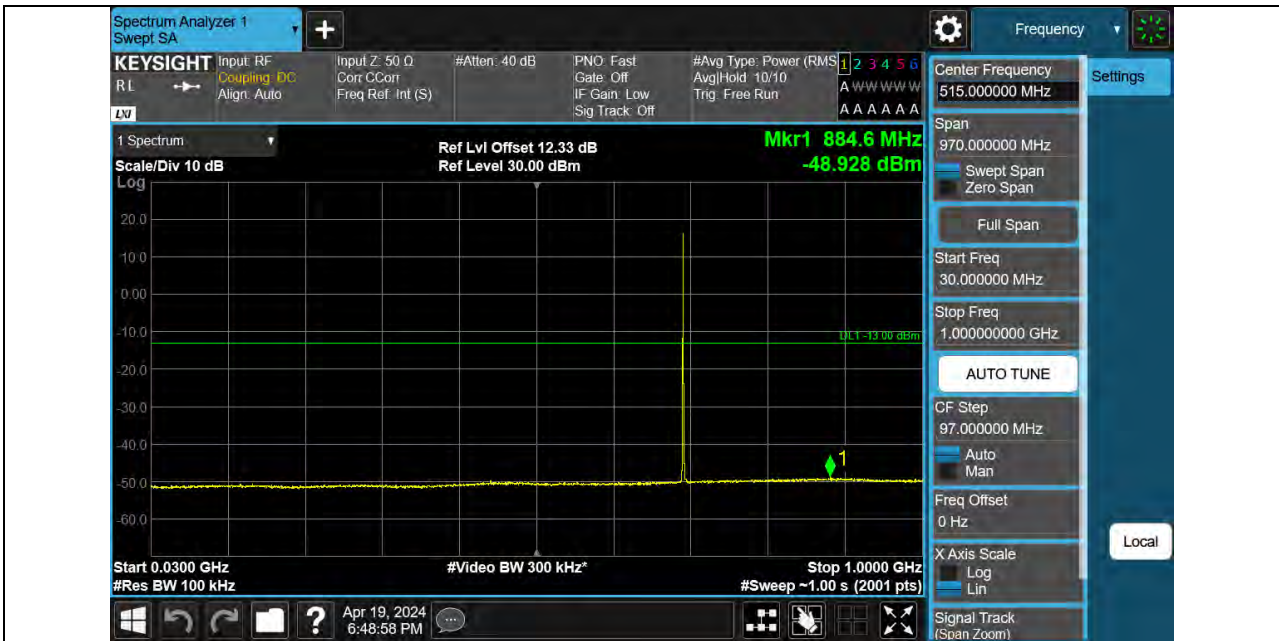 Spectrum Analyzer 1
Swept SA
+
Frequency
KEYSIGHT
RL
LXI
Input: RF
Coupling: DC
Align: Auto
Input Z: 50 Ω
Corr CCorr
Freq Ref: Int (S)
#Atten: 40 dB
PNO: Fast
Gate: Off
IF Gain: Low
Sig Track: Off
#Avg Type: Power (RMS
Avg|Hold: 10/10
Trig: Free Run
1 2 3 4 5 6
A W W W W W
A A A A A A
1 Spectrum
Scale/Div 10 dB
Ref Lvl Offset 12.33 dB
Ref Level 30.00 dBm
Mkr1 884.6 MHz
-48.928 dBm
Log
20.0
10.0
0.00
-10.0
-20.0
-30.0
-40.0
-50.0
-60.0
DL1 -13.00 dBm
1
Start 0.0300 GHz
#Res BW 100 kHz
#Video BW 300 kHz*
Stop 1.0000 GHz
#Sweep ~1.00 s (2001 pts)
Center Frequency
515.000000 MHz
Settings
Span
970.000000 MHz
Swept Span
Zero Span
Full Span
Start Freq
30.000000 MHz
Stop Freq
1.000000000 GHz
AUTO TUNE
CF Step
97.000000 MHz
Auto
Man
Freq Offset
0 Hz
X Axis Scale
Log
Lin
Local
Signal Track
(Span Zoom)
?
Apr 19, 2024
6:48:58 PM